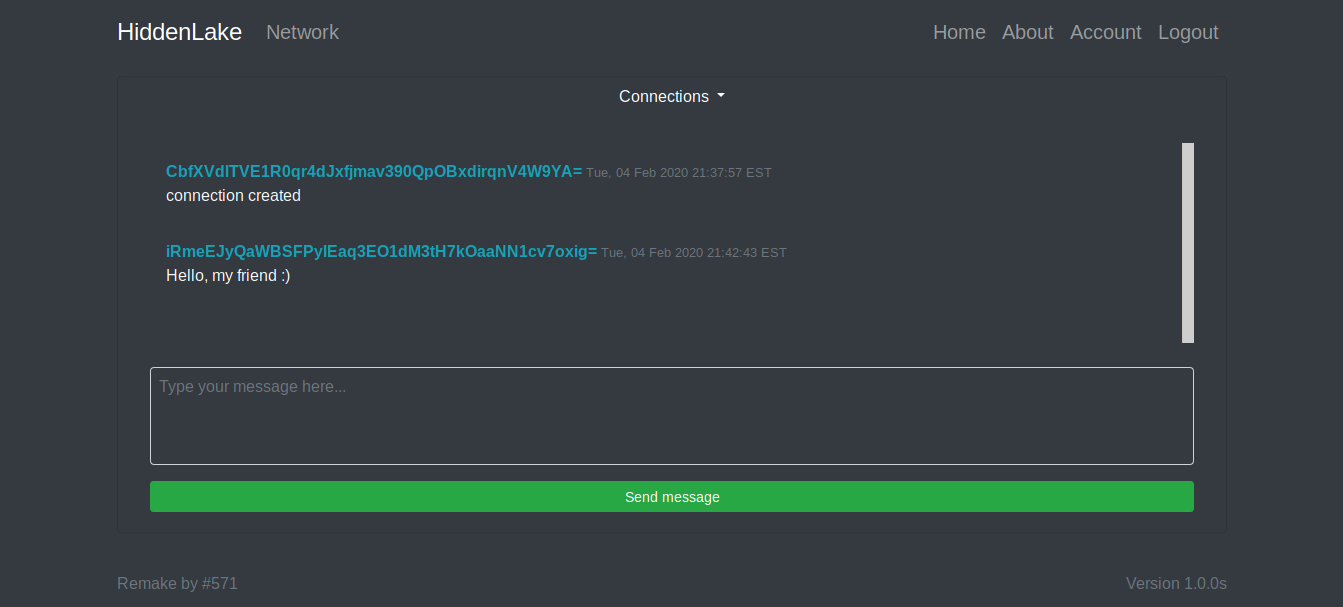 HiddenLake Network Home About Account Logout
Connections
CbfXVdlTVE1R0qr4dJxfjmav390QpOBxdirqnV4W9YA= Tue, 04 Feb 2020 21:37:57 EST
connection created
iRmeEJyQaWBSFPyIEaq3EO1dM3tH7kOaaNN1cv7oxig= Tue, 04 Feb 2020 21:42:43 EST
Hello, my friend :)
Type your message here...
Send message
Remake by #571 Version 1.0.0s